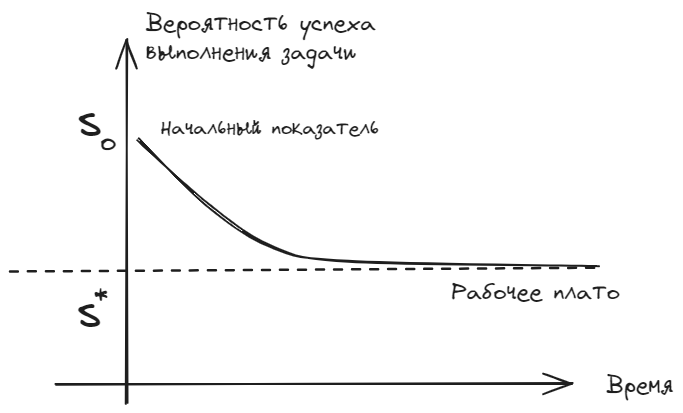 Вероятность успеха
выполнения задачи
S₀
Начальный показатель
Рабочее плато
S*
Время